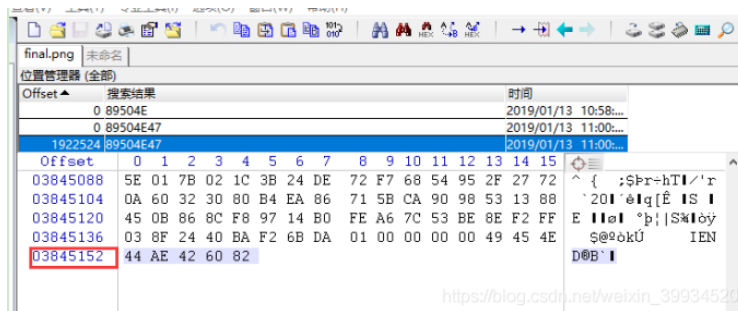 final.png 未命名
位置管理器 (全部)
Offset 搜索结果 时间
0 89504E 2019/01/13 10:58:...
0 89504E47 2019/01/13 11:00:...
1922524 89504E47 2019/01/13 11:00:...
Offset 0 1 2 3 4 5 6 7 8 9 10 11 12 13 14 15
03845088 5E 01 7B 02 1C 3B 24 DE 72 F7 68 54 95 2F 27 72
03845104 0A 60 32 30 80 B4 EA 86 71 5B CA 90 98 53 13 88
03845120 45 0B 86 8C F8 97 14 B0 FE A6 7C 53 BE 8E F2 FF
03845136 03 8F 24 40 BA F2 6B DA 01 00 00 00 00 49 45 4E IEN
03845152 44 AE 42 60 82 D®B`
https://blog.csdn.net/weixin_39934520